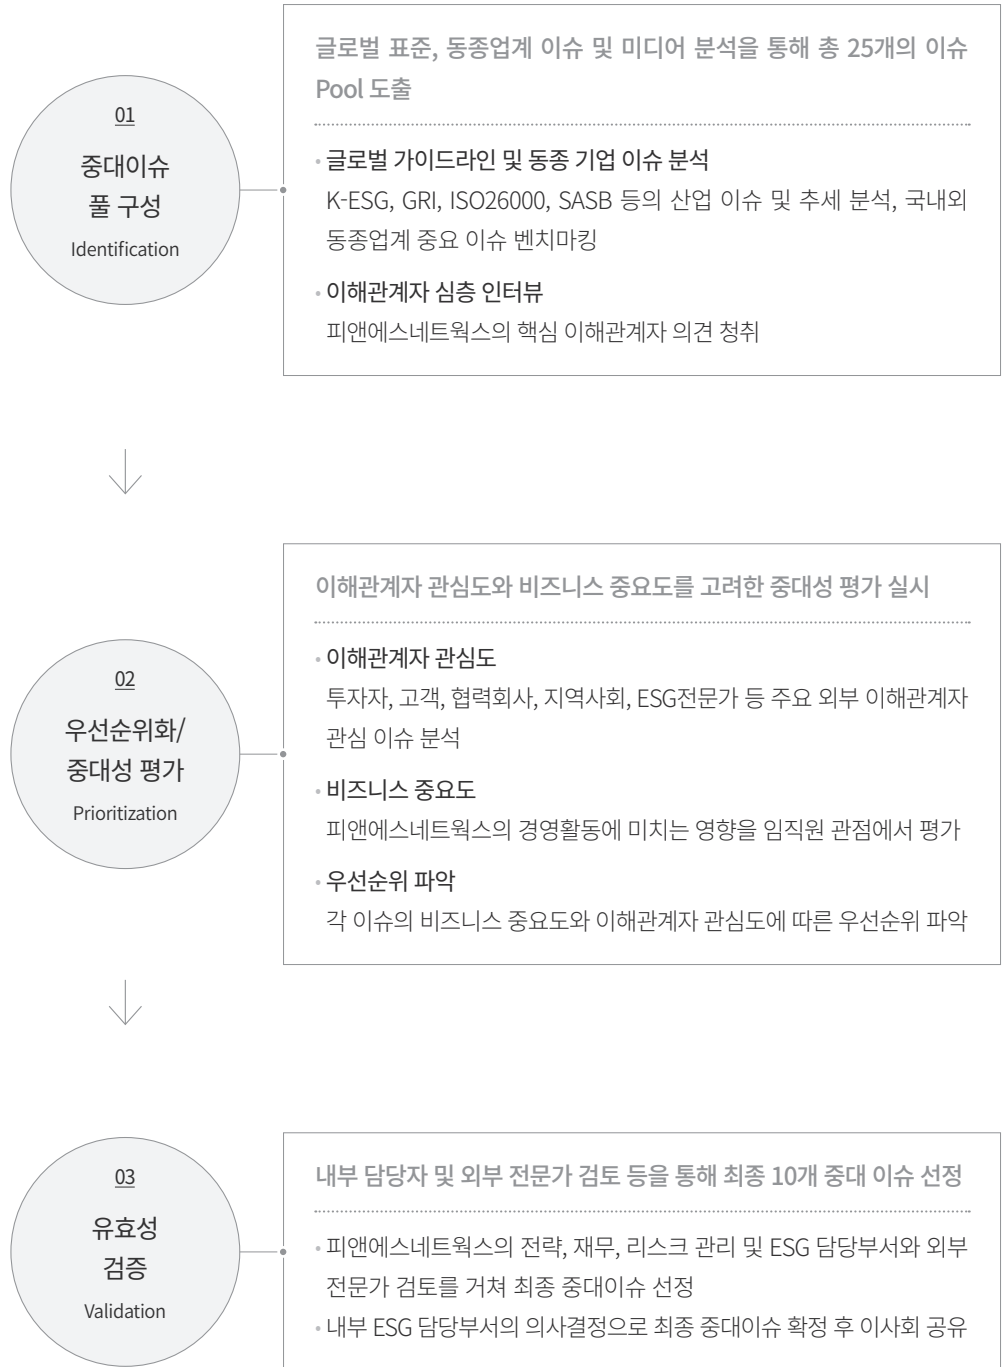 01
중대이슈
풀 구성
Identification
글로벌 표준, 동종업계 이슈 및 미디어 분석을 통해 총 25개의 이슈
Pool 도출
• 글로벌 가이드라인 및 동종 기업 이슈 분석
K-ESG, GRI, ISO26000, SASB 등의 산업 이슈 및 추세 분석, 국내외
동종업계 중요 이슈 벤치마킹
• 이해관계자 심층 인터뷰
피앤에스네트웍스의 핵심 이해관계자 의견 청취
02
우선순위화/
중대성 평가
Prioritization
이해관계자 관심도와 비즈니스 중요도를 고려한 중대성 평가 실시
• 이해관계자 관심도
투자자, 고객, 협력회사, 지역사회, ESG전문가 등 주요 외부 이해관계자
관심 이슈 분석
• 비즈니스 중요도
피앤에스네트웍스의 경영활동에 미치는 영향을 임직원 관점에서 평가
• 우선순위 파악
각 이슈의 비즈니스 중요도와 이해관계자 관심도에 따른 우선순위 파악
03
유효성
검증
Validation
내부 담당자 및 외부 전문가 검토 등을 통해 최종 10개 중대 이슈 선정
• 피앤에스네트웍스의 전략, 재무, 리스크 관리 및 ESG 담당부서와 외부
전문가 검토를 거쳐 최종 중대이슈 선정
• 내부 ESG 담당부서의 의사결정으로 최종 중대이슈 확정 후 이사회 공유